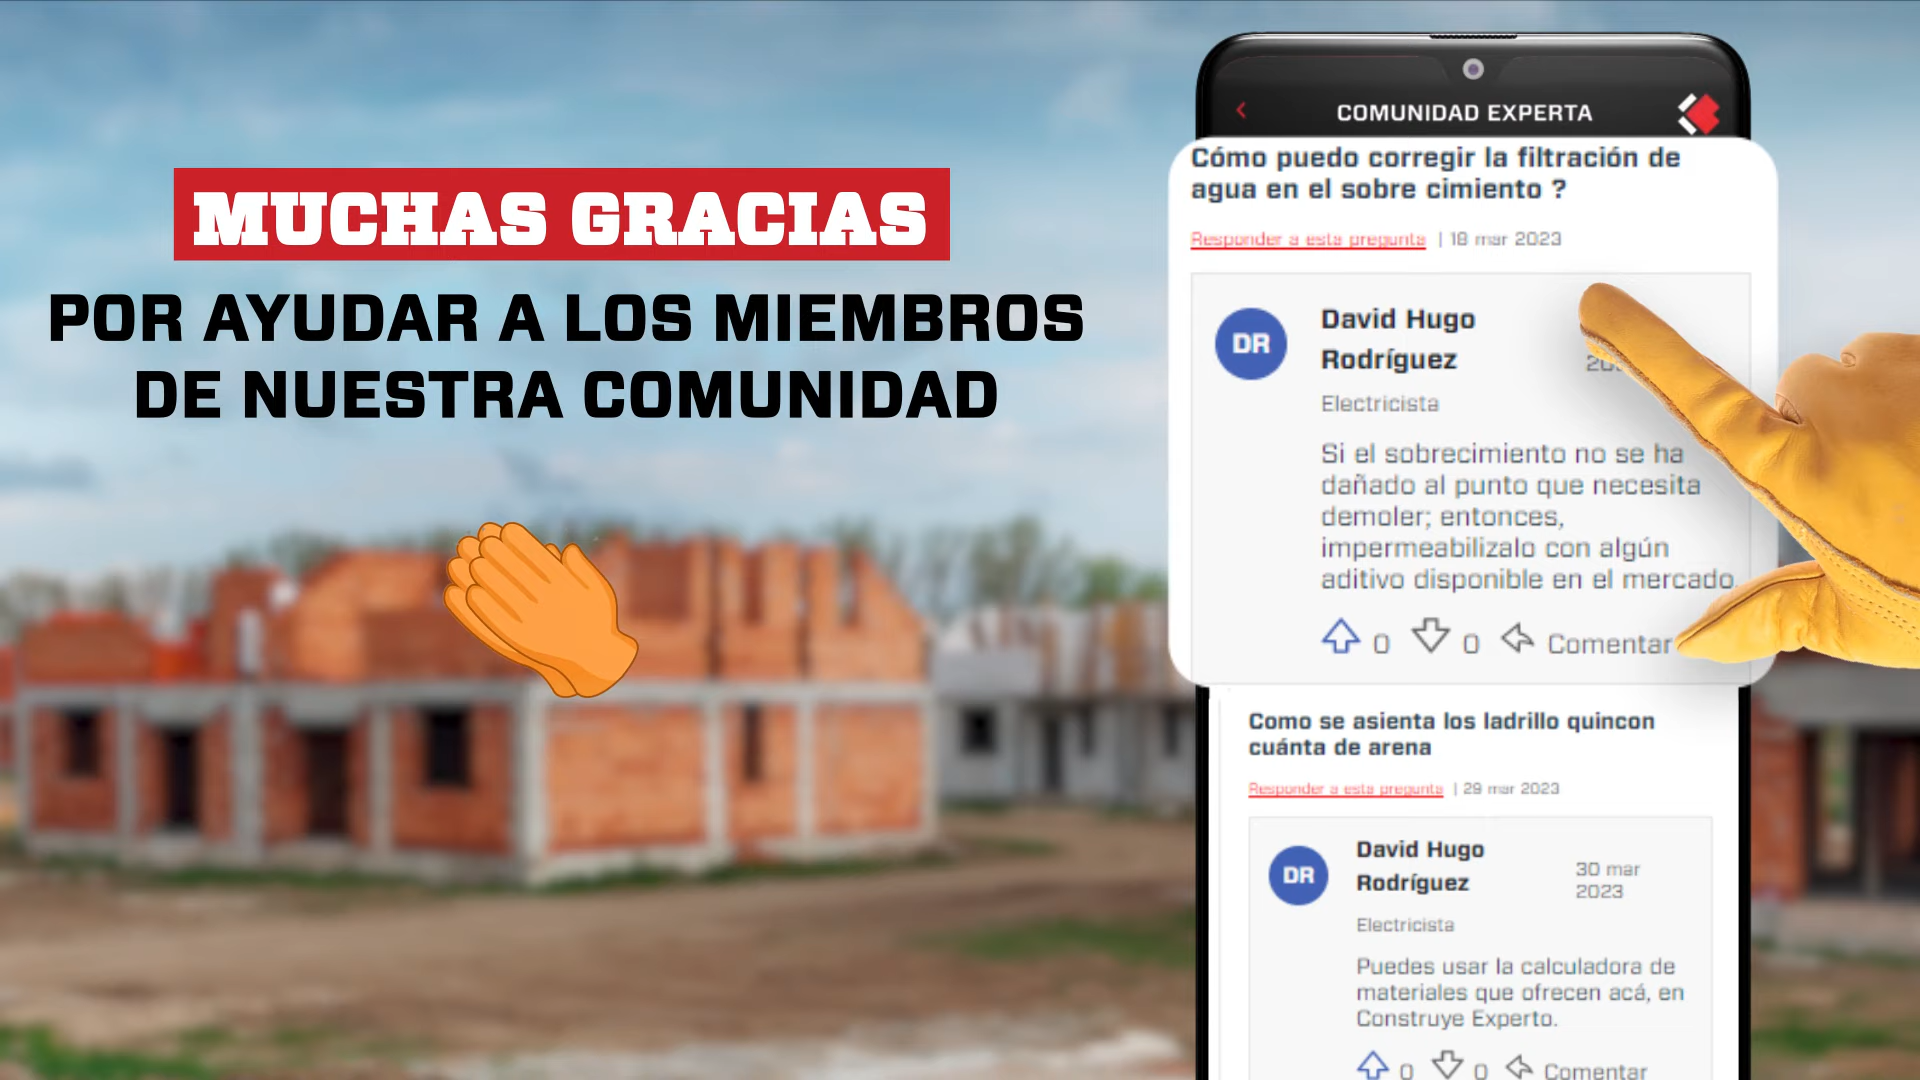 MUCHAS GRACIAS
POR AYUDAR A LOS MIEMBROS
DE NUESTRA COMUNIDAD
COMUNIDAD EXPERTA
Cómo puedo corregir la filtración de
agua en el sobre cimiento ?
Responder a esta pregunta | 18 mar 2023
DR
David Hugo
Rodríguez
Electricista
Si el sobrecimiento no se ha
dañado al punto que necesita
demoler; entonces,
impermeabilizalo con algún
aditivo disponible en el mercado.
0 0 Comentar
Como se asienta los ladrillo quincon
cuánta de arena
Responder a esta pregunta | 29 mar 2023
DR
David Hugo
Rodríguez
30 mar
2023
Electricista
Puedes usar la calculadora de
materiales que ofrecen acá, en
Construye Experto.
0 0 Comentar